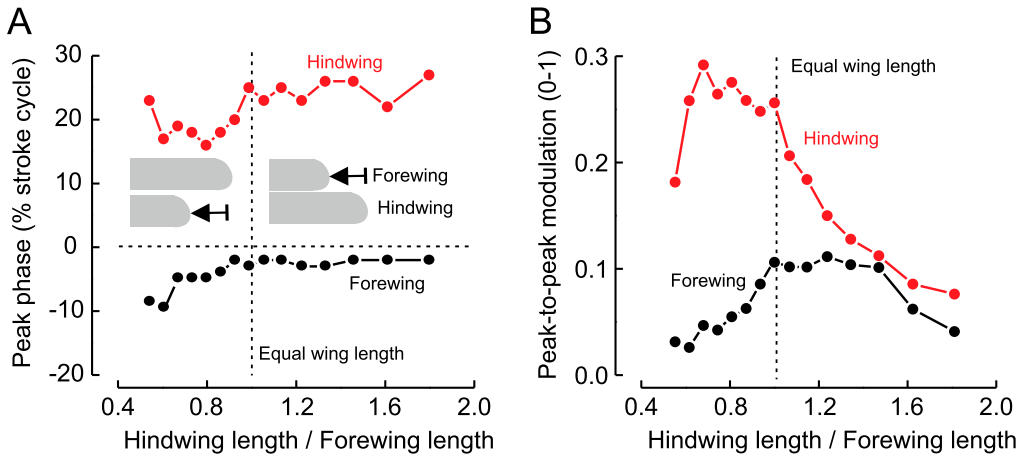 A
Peak phase (% stroke cycle)
30
20
10
0
-10
-20
Hindwing
Forewing
Hindwing
Forewing
Equal wing length
0.4
0.8
1.2
1.6
2.0
Hindwing length / Forewing length
B
Peak-to-peak modulation (0-1)
0.3
0.2
0.1
0.0
Equal wing length
Hindwing
Forewing
0.4
0.8
1.2
1.6
2.0
Hindwing length / Forewing length